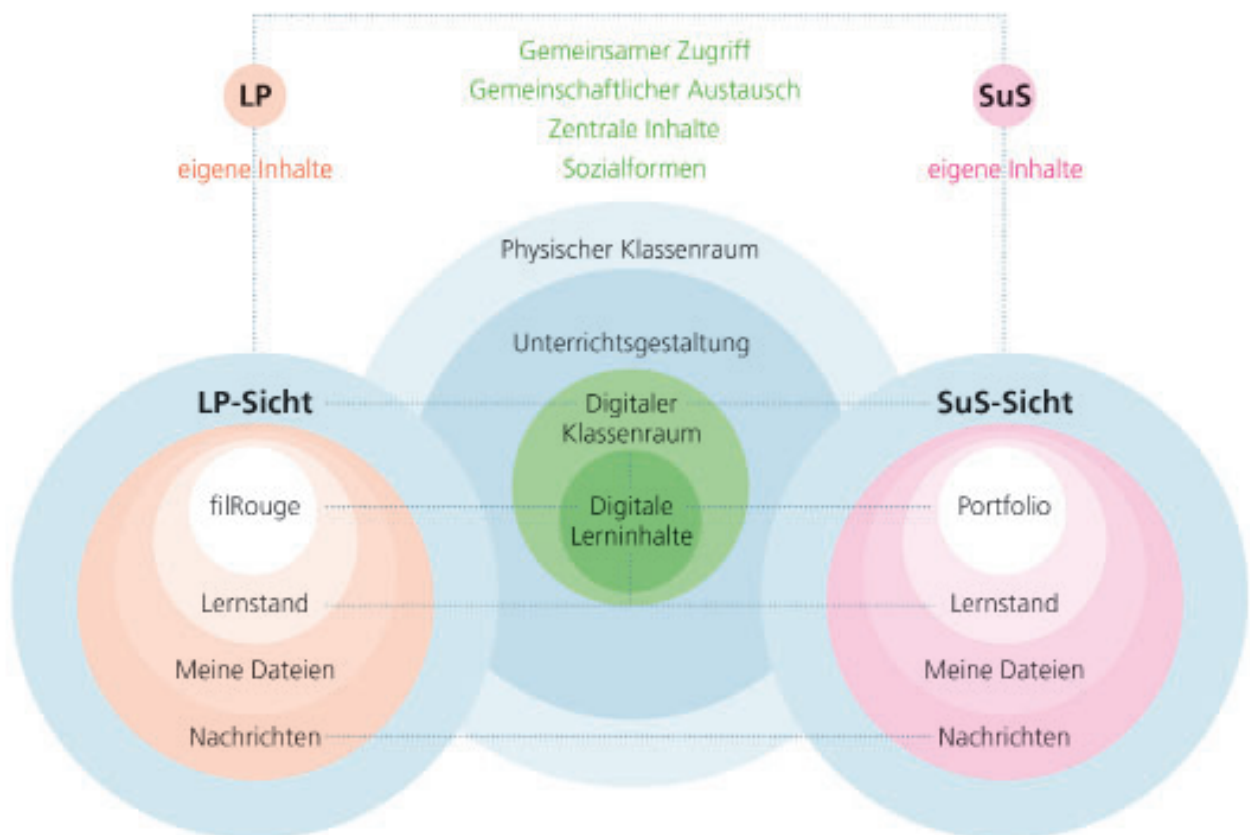 Gemeinsamer Zugriff
LP
Gemeinschaftlicher Austausch
SuS
Zentrale Inhalte
eigene Inhalte
Sozialformen
eigene Inhalte
Physischer Klassenraum
Unterrichtsgestaltung
LP-Sicht
Digitaler
Klassenraum
SuS-Sicht
filRouge
Digitale
Lerninhalte
Portfolio
Lernstand
Lernstand
Meine Dateien
Meine Dateien
Nachrichten
Nachrichten